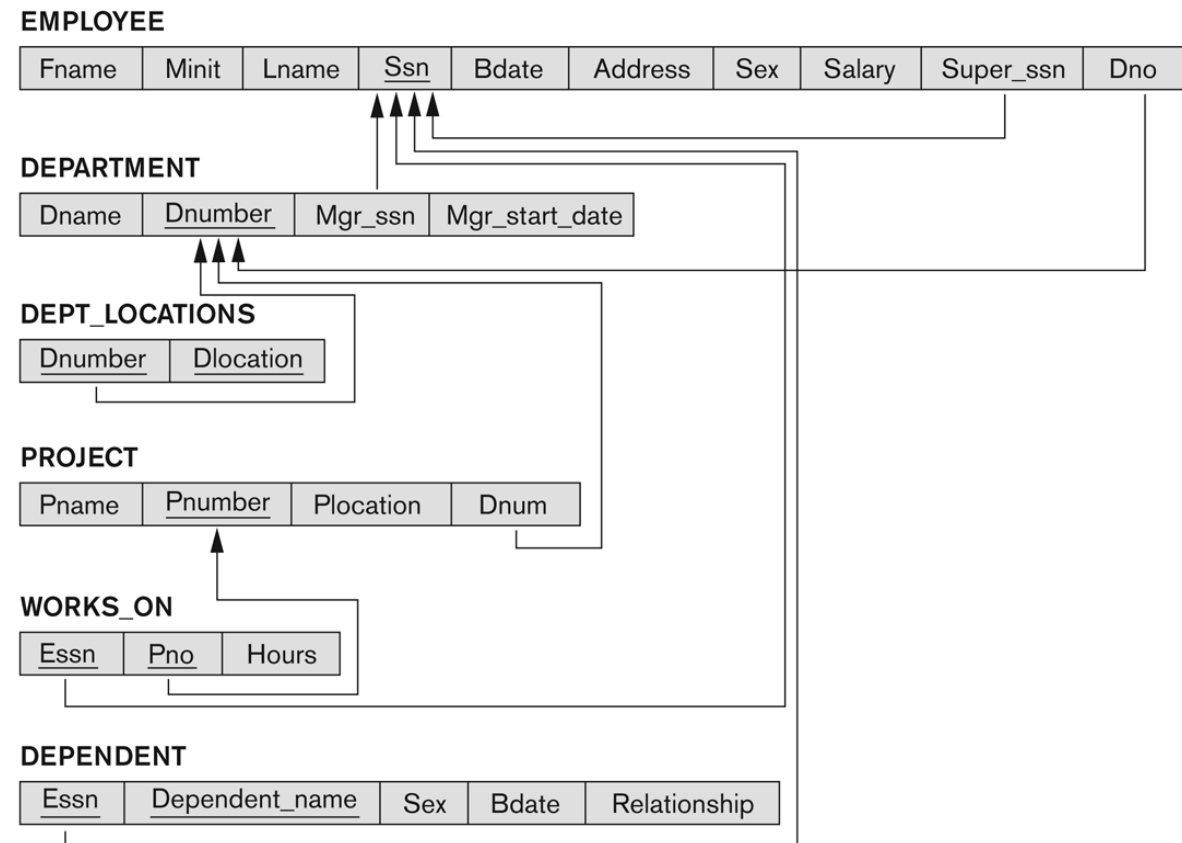 EMPLOYEE
Fname Minit Lname Ssn Bdate Address Sex Salary Super_ssn Dno
DEPARTMENT
Dname Dnumber Mgr_ssn Mgr_start_date
DEPT_LOCATIONS
Dnumber Dlocation
PROJECT
Pname Pnumber Plocation Dnum
WORKS_ON
Essn Pno Hours
DEPENDENT
Essn Dependent_name Sex Bdate Relationship